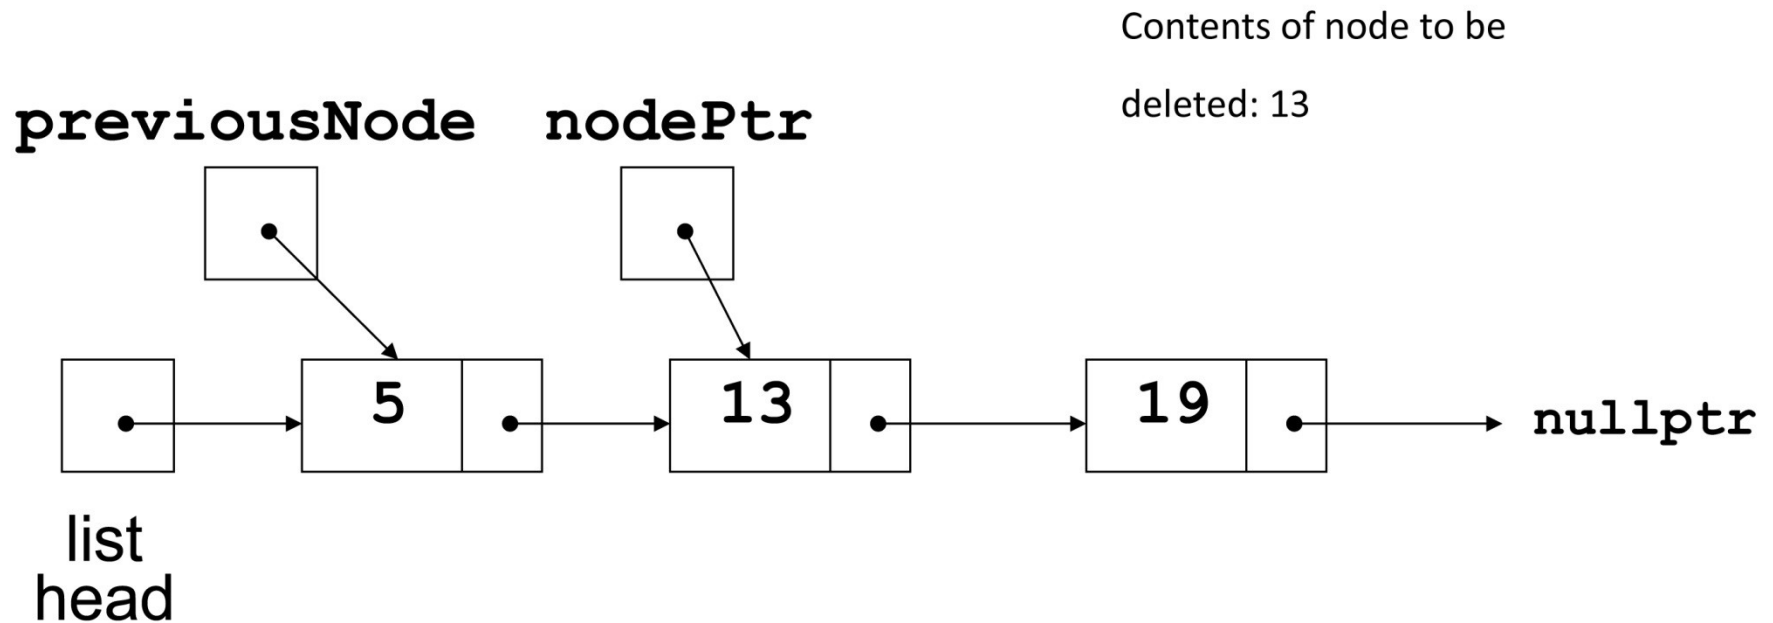 Contents of node to be
deleted: 13
previousNode nodePtr
5 13 19 nullptr
list
head